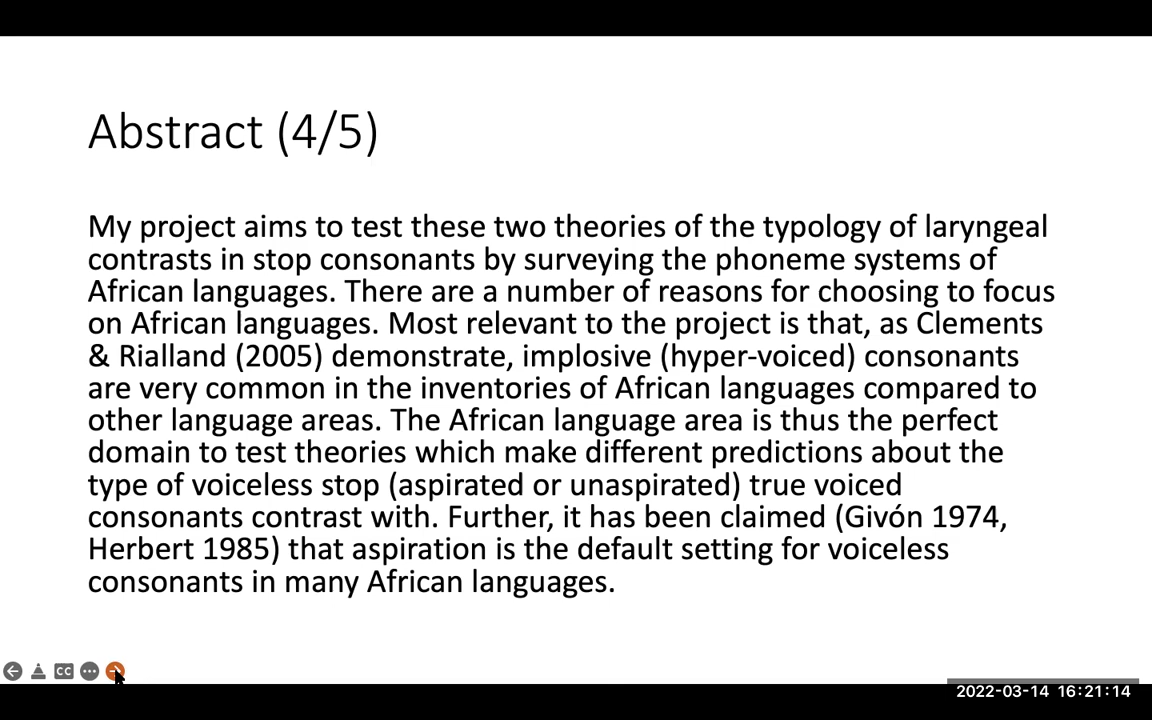 Abstract (4/5)
My project aims to test these two theories of the typology of laryngeal
contrasts in stop consonants by surveying the phoneme systems of
African languages. There are a number of reasons for choosing to focus
on African languages. Most relevant to the project is that, as Clements
& Rialland (2005) demonstrate, implosive (hyper-voiced) consonants
are very common in the inventories of African languages compared to
other language areas. The African language area is thus the perfect
domain to test theories which make different predictions about the
type of voiceless stop (aspirated or unaspirated) true voiced
consonants contrast with. Further, it has been claimed (Givón 1974,
Herbert 1985) that aspiration is the default setting for voiceless
consonants in many African languages.
CC
2022-03-14 16:21:14